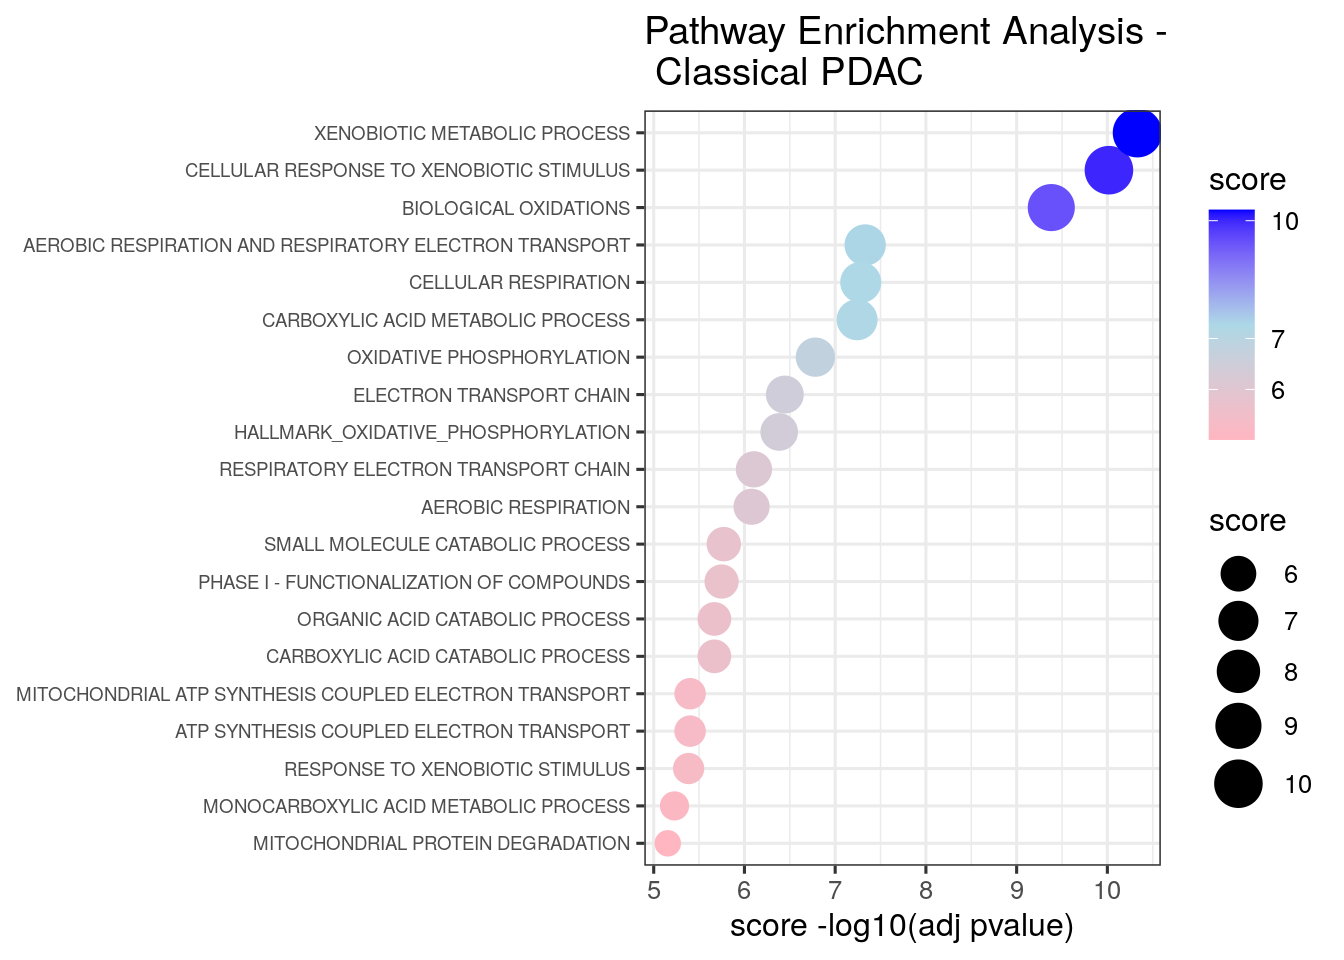 Pathway Enrichment Analysis -
Classical PDAC
XENOBIOTIC METABOLIC PROCESS
CELLULAR RESPONSE TO XENOBIOTIC STIMULUS
BIOLOGICAL OXIDATIONS
AEROBIC RESPIRATION AND RESPIRATORY ELECTRON TRANSPORT
CELLULAR RESPIRATION
CARBOXYLIC ACID METABOLIC PROCESS
OXIDATIVE PHOSPHORYLATION
ELECTRON TRANSPORT CHAIN
HALLMARK_OXIDATIVE_PHOSPHORYLATION
RESPIRATORY ELECTRON TRANSPORT CHAIN
AEROBIC RESPIRATION
SMALL MOLECULE CATABOLIC PROCESS
PHASE I - FUNCTIONALIZATION OF COMPOUNDS
ORGANIC ACID CATABOLIC PROCESS
CARBOXYLIC ACID CATABOLIC PROCESS
MITOCHONDRIAL ATP SYNTHESIS COUPLED ELECTRON TRANSPORT
ATP SYNTHESIS COUPLED ELECTRON TRANSPORT
RESPONSE TO XENOBIOTIC STIMULUS
MONOCARBOXYLIC ACID METABOLIC PROCESS
MITOCHONDRIAL PROTEIN DEGRADATION
5 6 7 8 9 10
score -log10(adj pvalue)
score
10
7
6
score
6
7
8
9
10